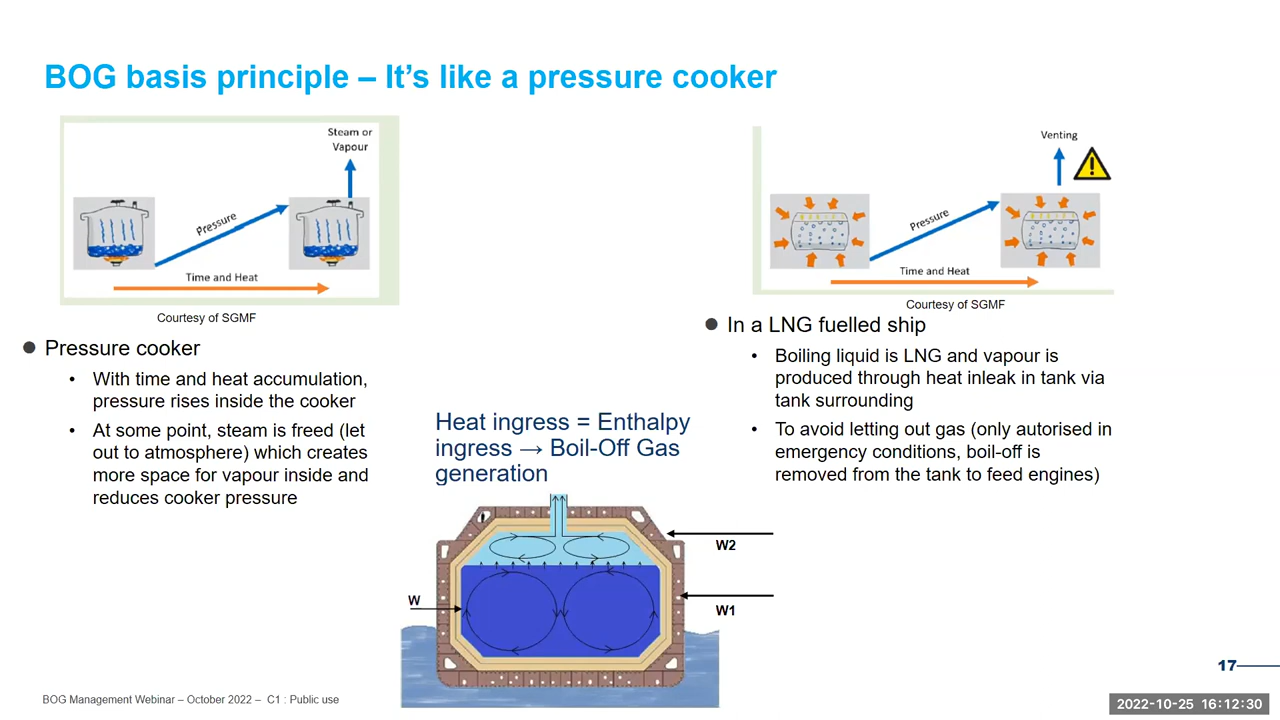 BOG basis principle – It's like a pressure cooker
Steam or
Vapour
Pressure
Time and Heat
Courtesy of SGMF
Venting
Pressure
Time and Heat
Courtesy of SGMF
Pressure cooker
With time and heat accumulation,
pressure rises inside the cooker
At some point, steam is freed (let
out to atmosphere) which creates
more space for vapour inside and
reduces cooker pressure
Heat ingress = Enthalpy
ingress → Boil-Off Gas
generation
W
W2
W1
In a LNG fuelled ship
Boiling liquid is LNG and vapour is
produced through heat inleak in tank via
tank surrounding
To avoid letting out gas (only autorised in
emergency conditions, boil-off is
removed from the tank to feed engines)
17
BOG Management Webinar – October 2022 – C1 : Public use
2022-10-25 16:12:30